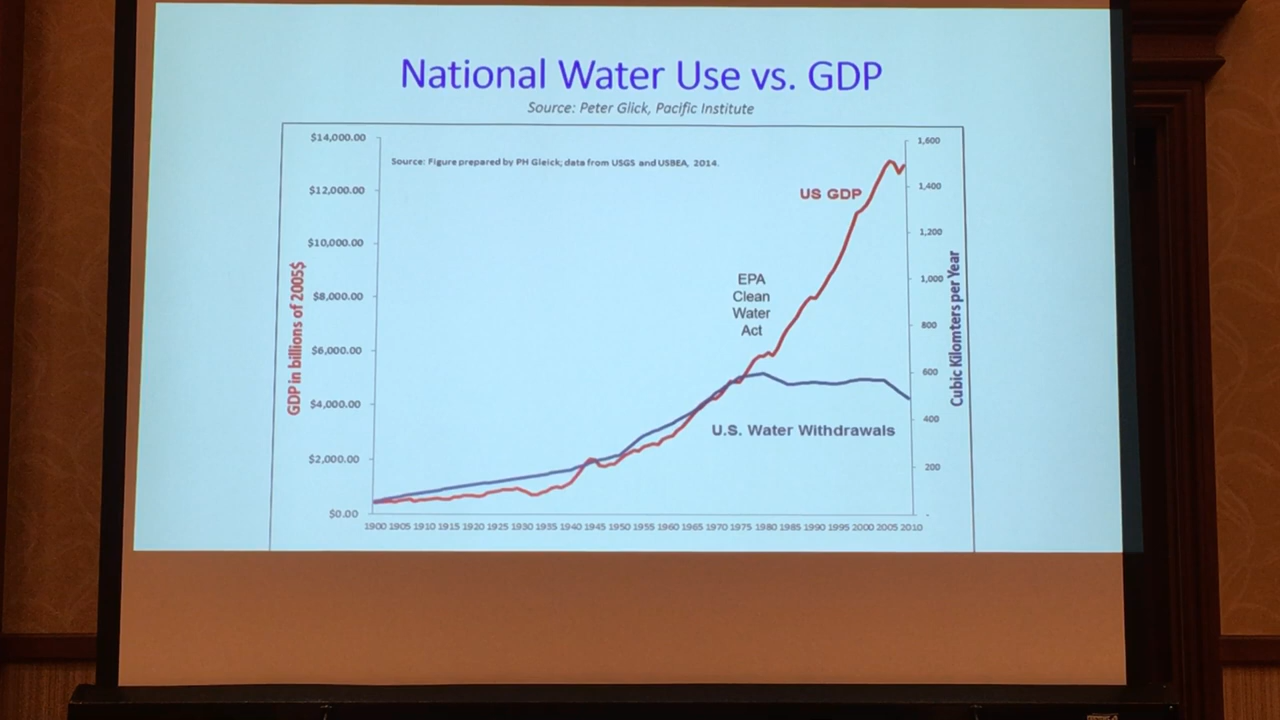 National Water Use vs. GDP
Source: Peter Glick, Pacific Institute
$14,000.00
$12,000.00
$10,000.00
$8,000.00
$6,000.00
$4,000.00
$2,000.00
$0.00
GDP in billions of 2005$
Source: Figure prepared by PH Gleick; data from USGS and USBEA, 2014.
US GDP
EPA
Clean
Water
Act
U.S. Water Withdrawals
1,600
1,400
1,200
1,000
800
600
400
200
-
Cubic Kilomters per Year
1900 1905 1910 1915 1920 1925 1930 1935 1940 1945 1950 1955 1960 1965 1970 1975 1980 1985 1990 1995 2000 2005 2010